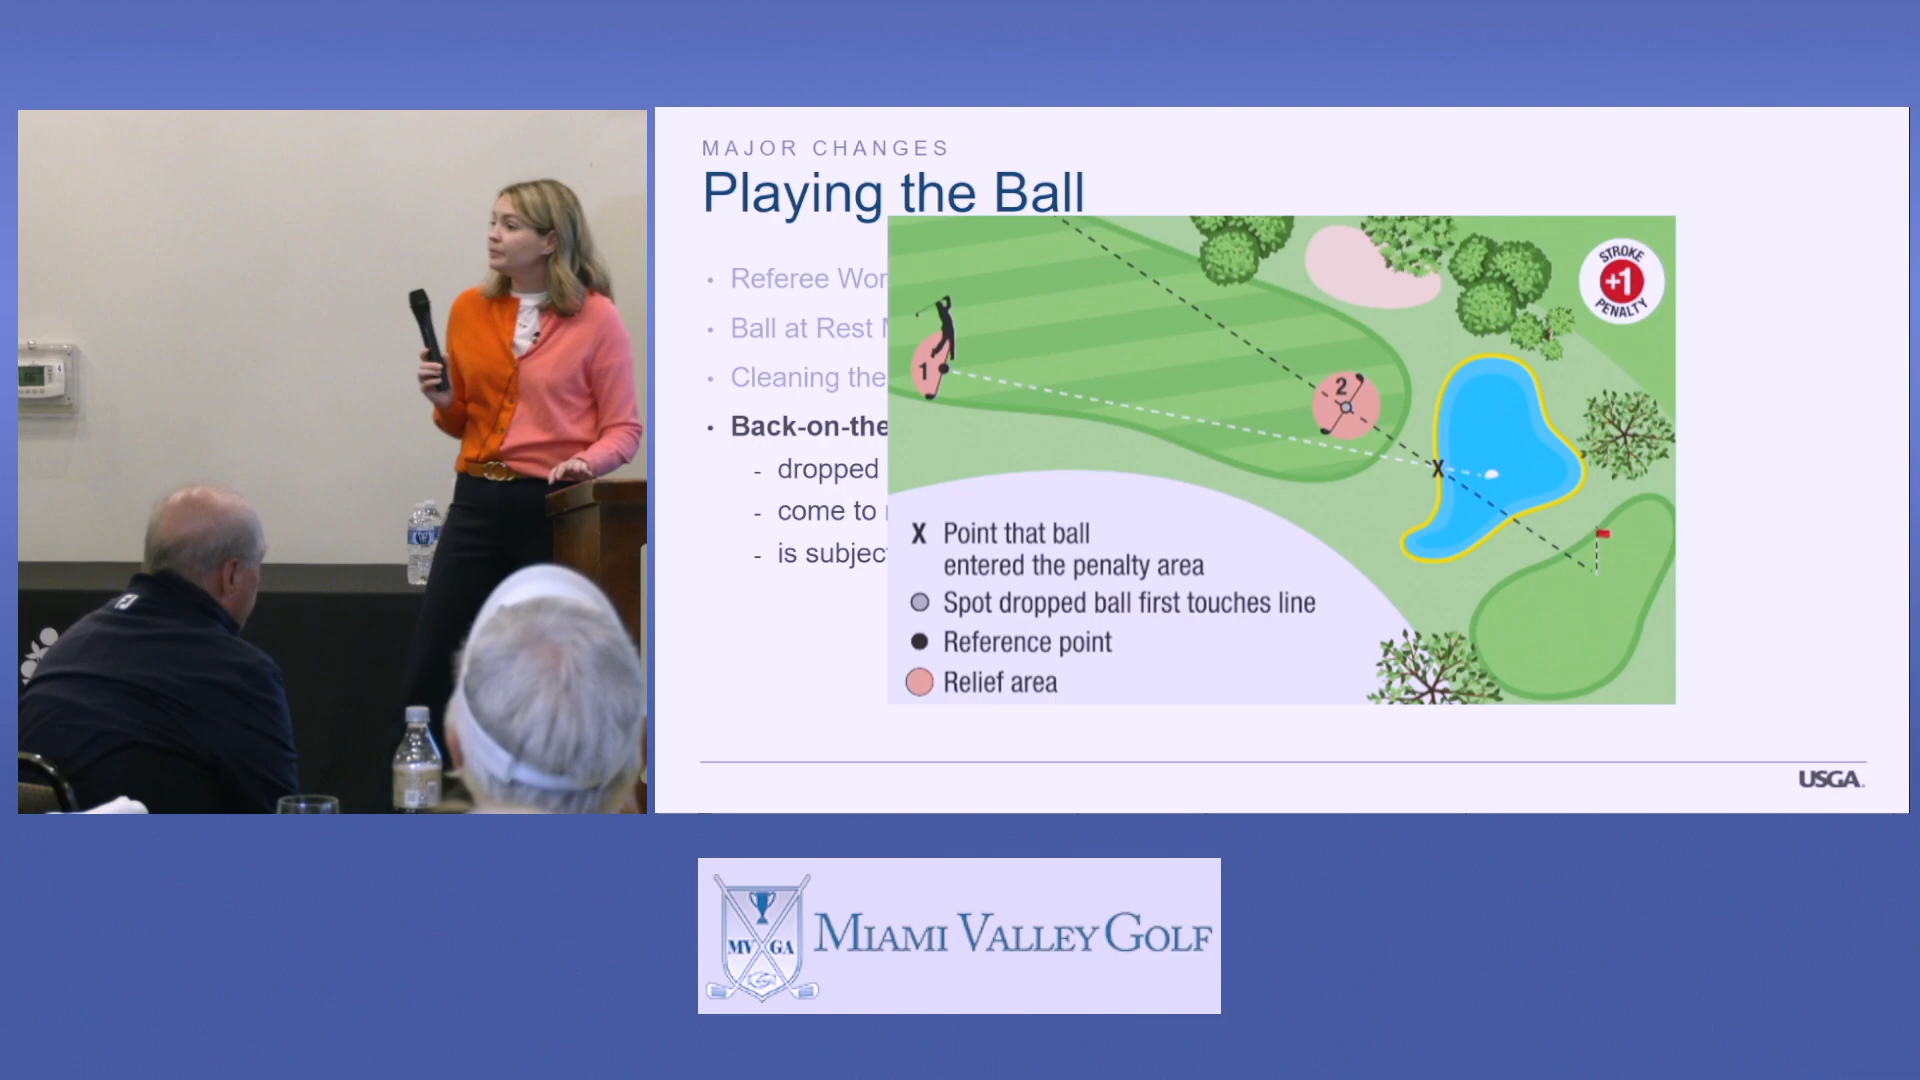 MAJOR CHANGES
Playing the Ball
• Referee Wor
• Ball at Rest
• Cleaning the
• Back-on-the
- dropped
- come to
- is subjec
STROKE
+1
PENALTY
1
2
X
X Point that ball
entered the penalty area
Spot dropped ball first touches line
Reference point
Relief area
USGA.
MV GA
MIAMI VALLEY GOLF
FJ